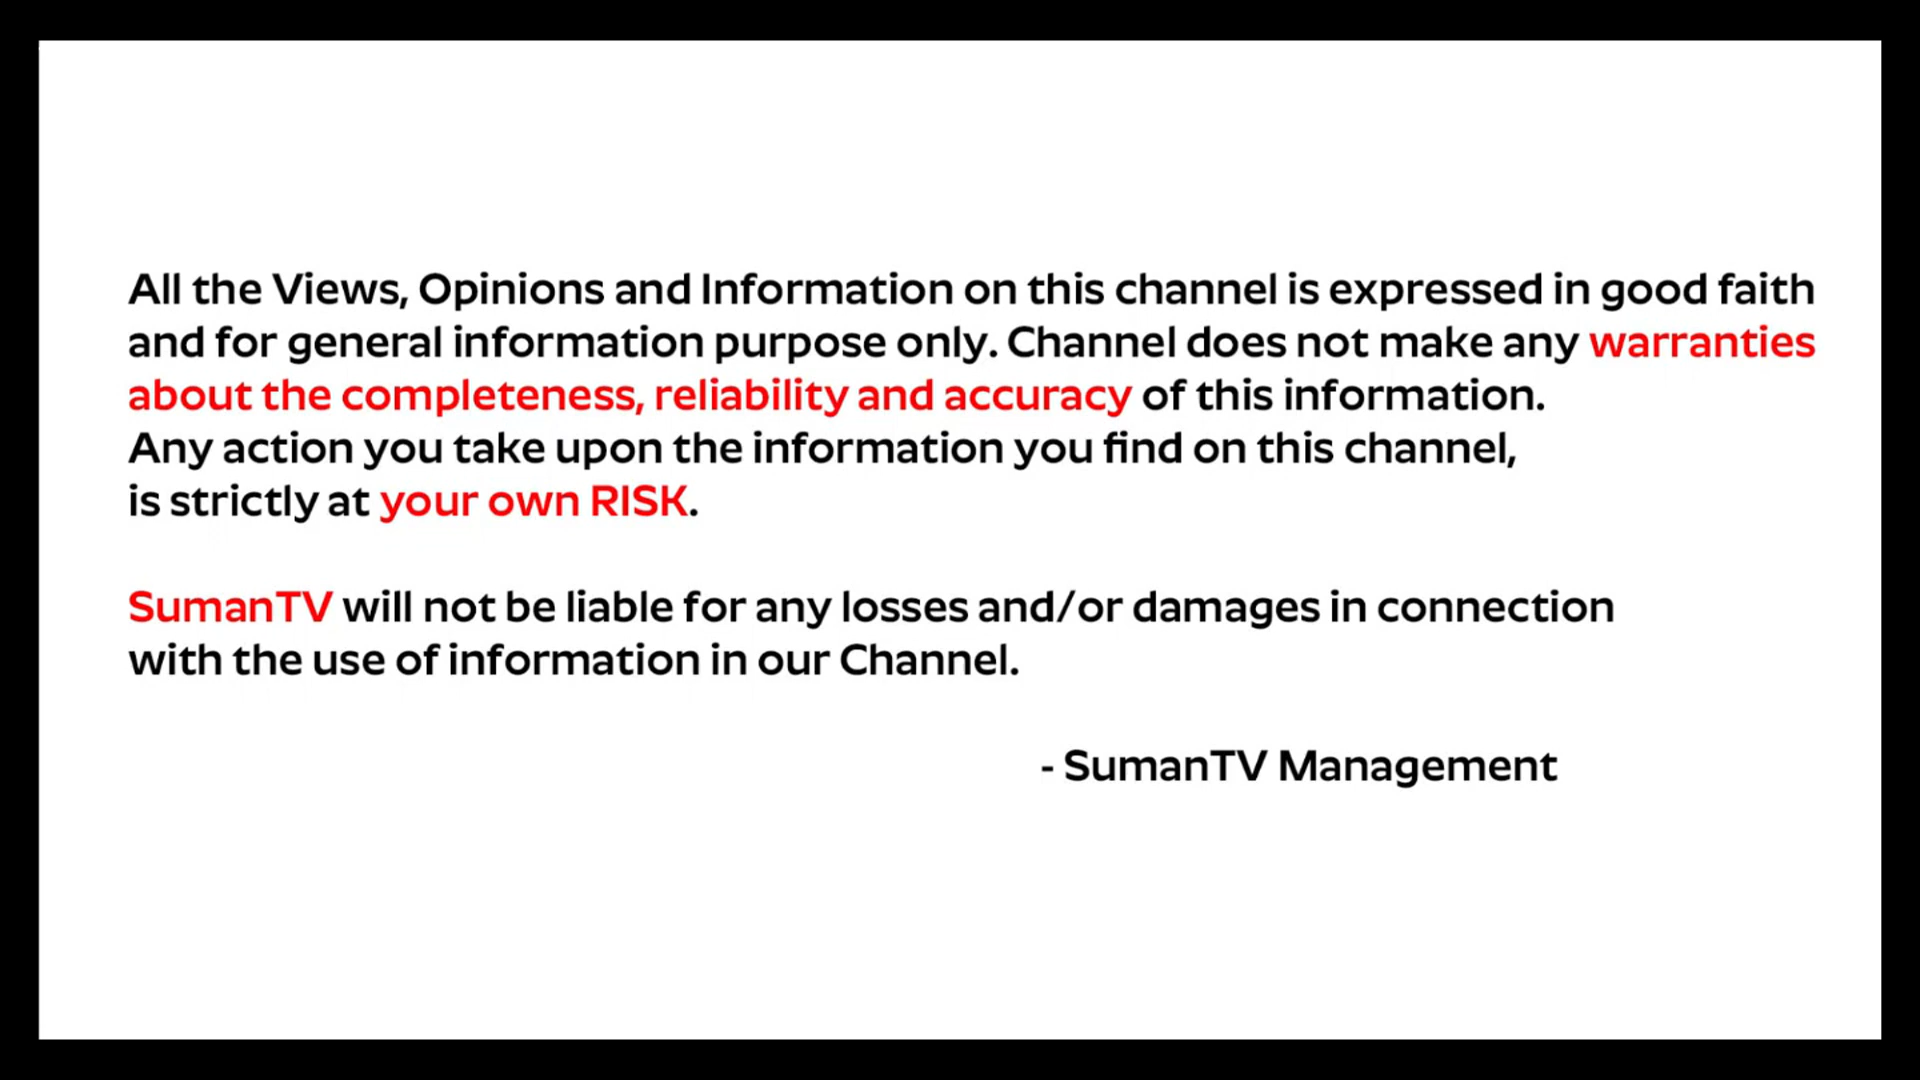 All the Views, Opinions and Information on this channel is expressed in good faith
and for general information purpose only. Channel does not make any warranties
about the completeness, reliability and accuracy of this information.
Any action you take upon the information you find on this channel,
is strictly at your own RISK.
SumanTV will not be liable for any losses and/or damages in connection
with the use of information in our Channel.
- SumanTV Management